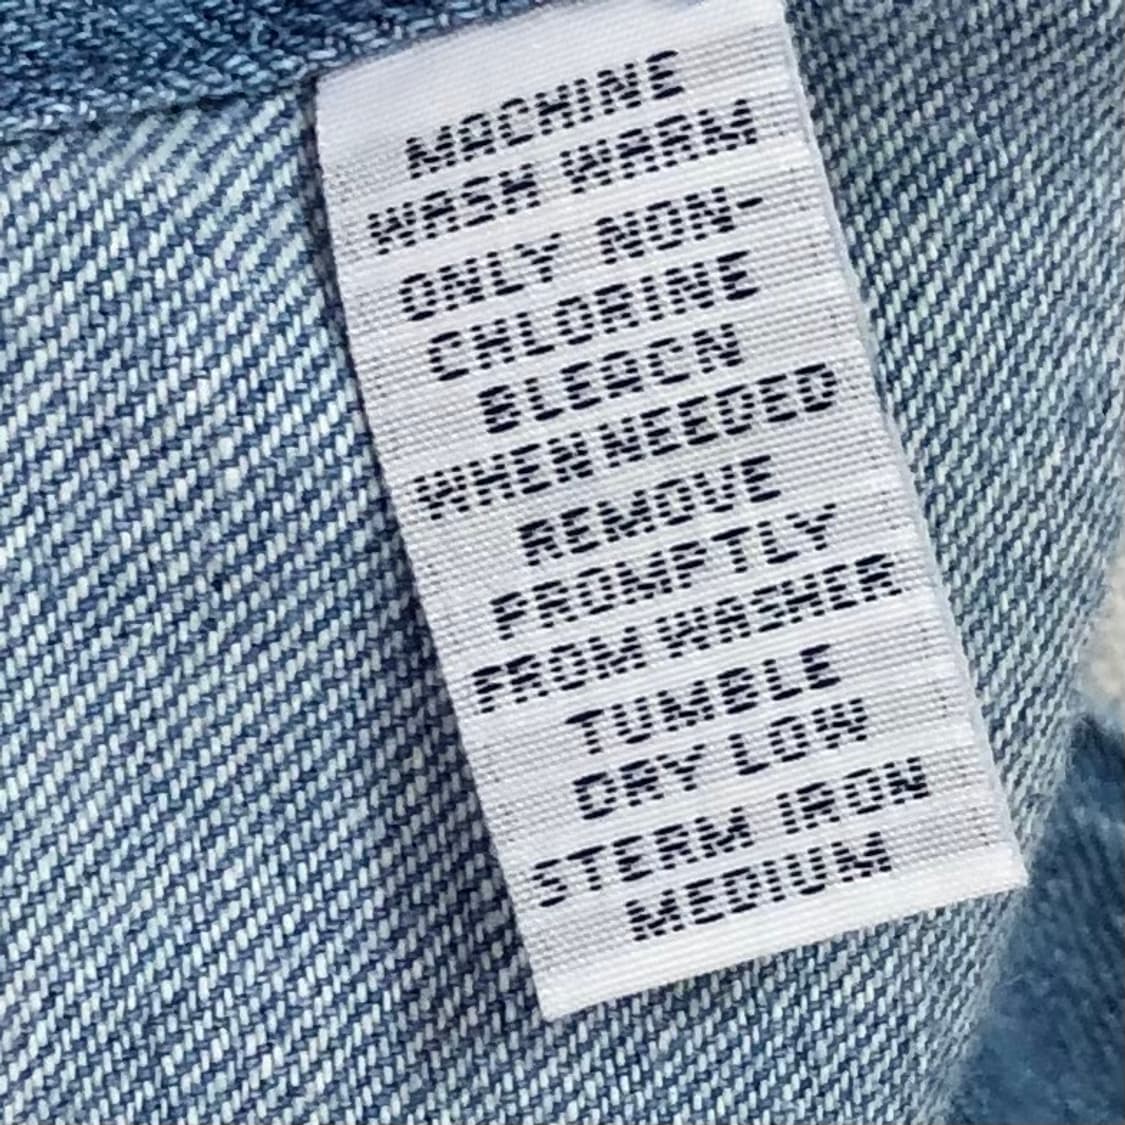 MACHINE
WASH WARM
ONLY NON-
CHLORINE
BLEACN
WHEN NEEDED
REMOVE
PROMPTLY
FROM WASHER
TUMBLE
DRY LOW
STERM IRON
MEDIUM